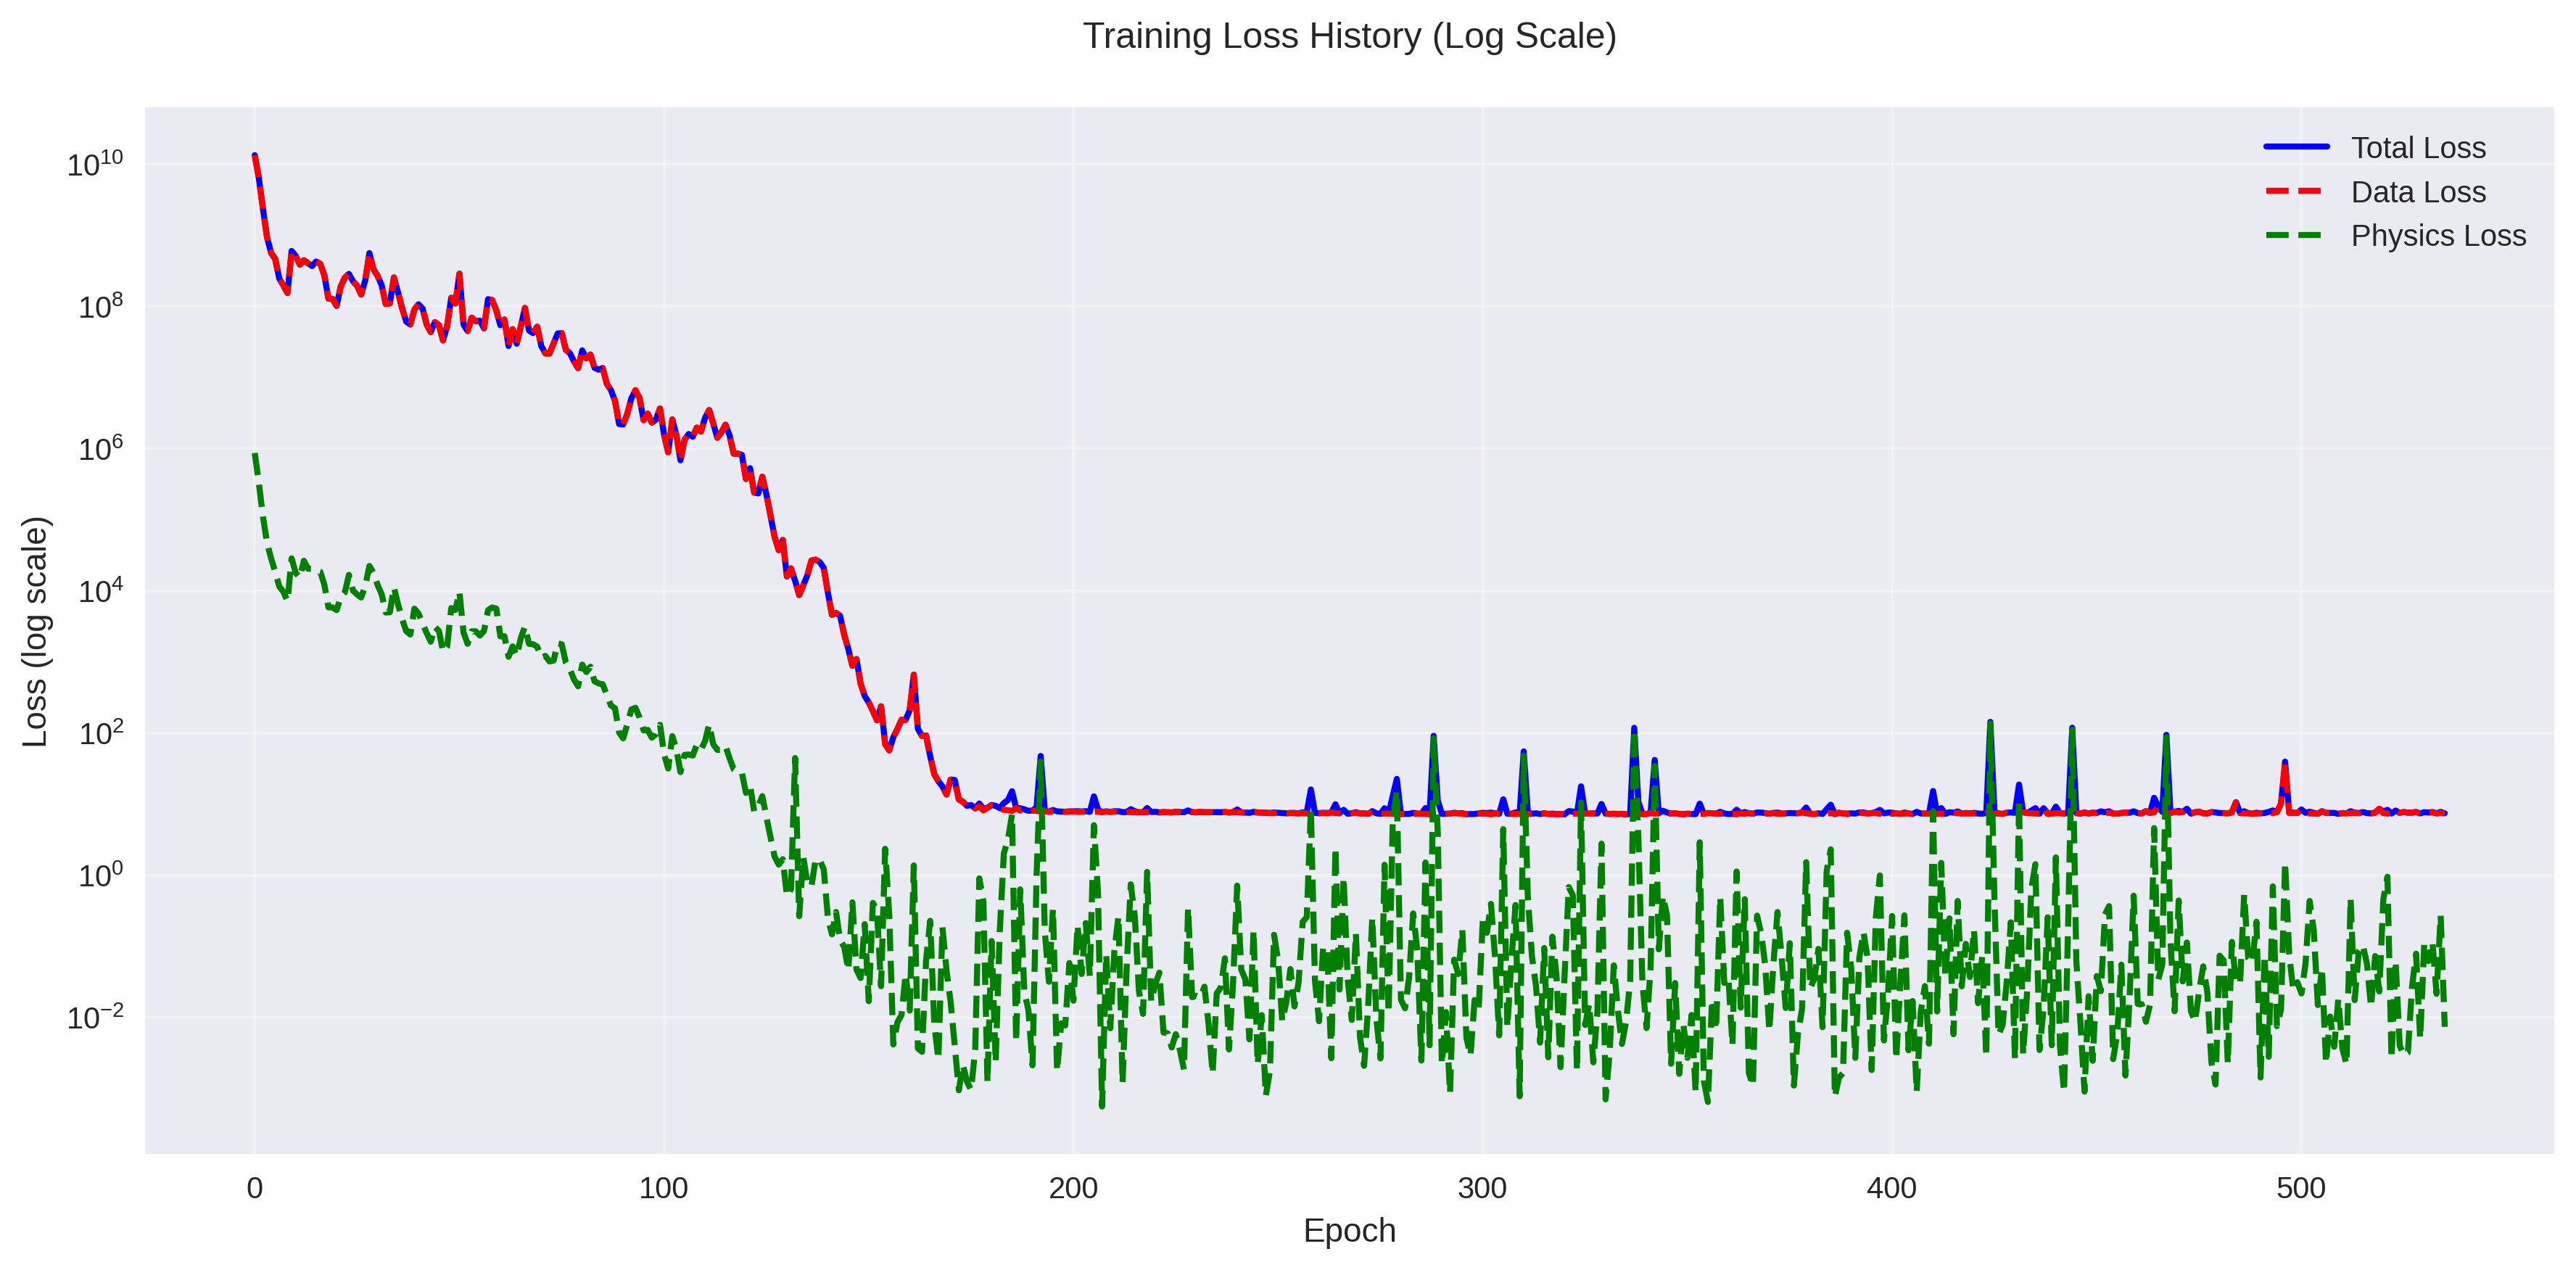 Training Loss History (Log Scale)
Total Loss
Data Loss
Physics Loss
Loss (log scale)
10¹⁰
10⁸
10⁶
10⁴
10²
10⁰
10⁻²
0 100 200 300 400 500
Epoch